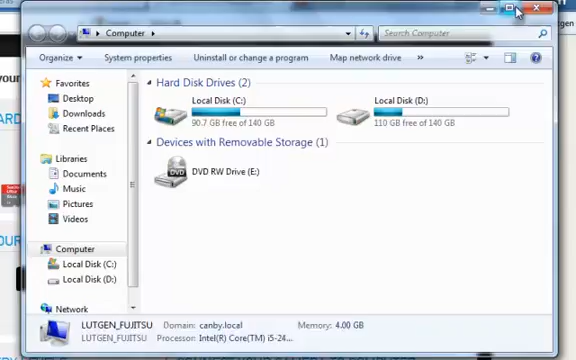 Computer
Search Computer
Organize
System properties
Uninstall or change a program
Map network drive
»
Favorites
Desktop
Downloads
Recent Places
Libraries
Documents
Music
Pictures
Videos
Computer
Local Disk (C:)
Local Disk (D:)
Network
Hard Disk Drives (2)
Local Disk (C:)
90.7 GB free of 140 GB
Local Disk (D:)
110 GB free of 140 GB
Devices with Removable Storage (1)
DVD
DVD RW Drive (E:)
LUTGEN_FUJITSU Domain: canby.local Memory: 4.00 GB
LUTGEN_FUJITSU Processor: Intel(R) Core(TM) i5-24...